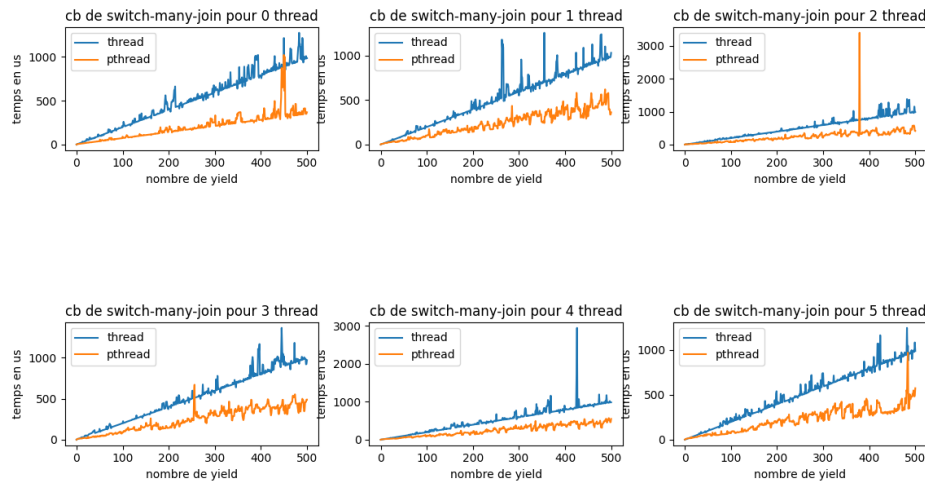 cb de switch-many-join pour 0 thread
temps en us
1000
500
0
thread
pthread
0
100
200
300
400
500
nombre de yield
cb de switch-many-join pour 1 thread
temps en us
1000
500
0
thread
pthread
0
100
200
300
400
500
nombre de yield
cb de switch-many-join pour 2 thread
temps en us
3000
2000
1000
0
thread
pthread
0
100
200
300
400
500
nombre de yield
cb de switch-many-join pour 3 thread
temps en us
1000
500
0
thread
pthread
0
100
200
300
400
500
nombre de yield
cb de switch-many-join pour 4 thread
temps en us
3000
2000
1000
0
thread
pthread
0
100
200
300
400
500
nombre de yield
cb de switch-many-join pour 5 thread
temps en us
1000
500
0
thread
pthread
0
100
200
300
400
500
nombre de yield